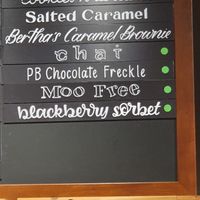 Salted Caramel
Bertha's Caramel Brownie
chai
PB Chocolate Freckle
Moo Free
blackberry sorbet